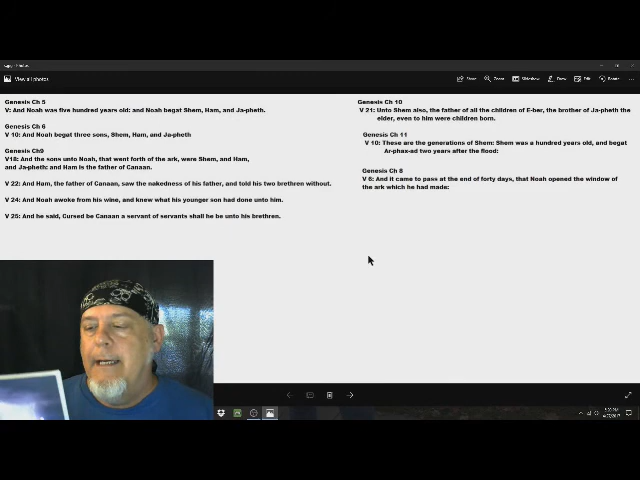 View all photos
Share
Zoom
Slideshow
Draw
Edit
Rotate
Genesis Ch 5
V: And Noah was five hundred years old: and Noah begat Shem, Ham, and Ja-pheth.
Genesis Ch 6
V 10: And Noah begat three sons, Shem, Ham, and Ja-pheth
Genesis Ch9
V18: And the sons unto Noah, that went forth of the ark, were Shem, and Ham,
and Ja-pheth: and Ham is the father of Canaan.
V 22: And Ham, the father of Canaan, saw the nakedness of his father, and told his two brethren without.
V 24: And Noah awoke from his wine, and knew what his younger son had done unto him.
V 25: And he said, Cursed be Canaan a servant of servants shall he be unto his brethren.
Genesis Ch 10
V 21: Unto Shem also, the father of all the children of E-ber, the brother of Ja-pheth the
elder, even to him were children born.
Genesis Ch 11
V 10: These are the generations of Shem: Shem was a hundred years old, and begat
Ar-phax-ad two years after the flood:
Genesis Ch 8
V 6: And it came to pass at the end of forty days, that Noah opened the window of
the ark which he had made: